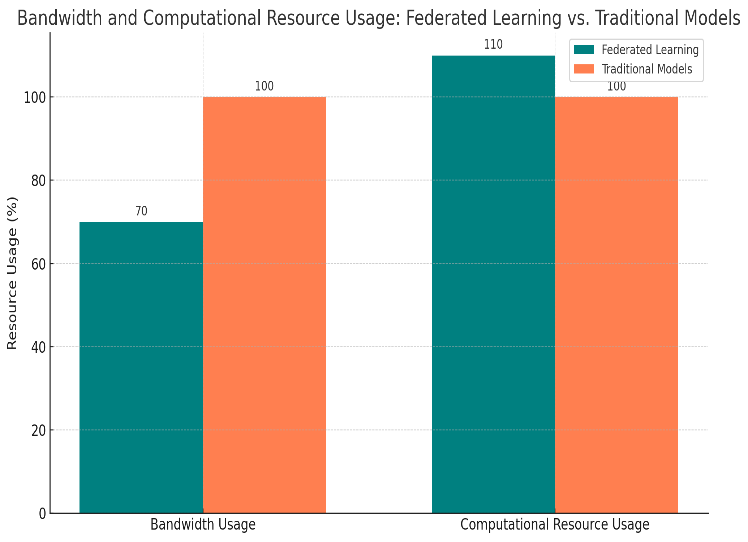 Bandwidth and Computational Resource Usage: Federated Learning vs. Traditional Models
Federated Learning
Traditional Models
Resource Usage (%)
100
80
60
40
20
0
70
100
110
100
Bandwidth Usage
Computational Resource Usage